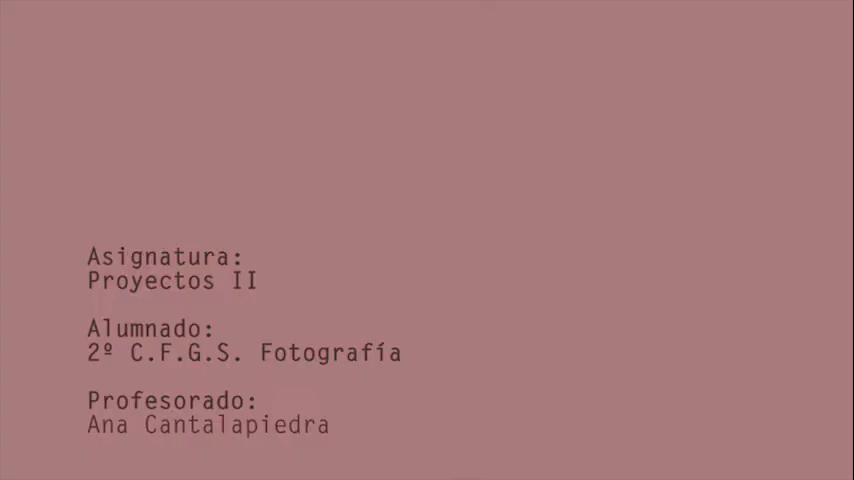 Asignatura:
Proyectos II
Alumnado:
2º C.F.G.S. Fotografía
Profesorado:
Ana Cantalapiedra